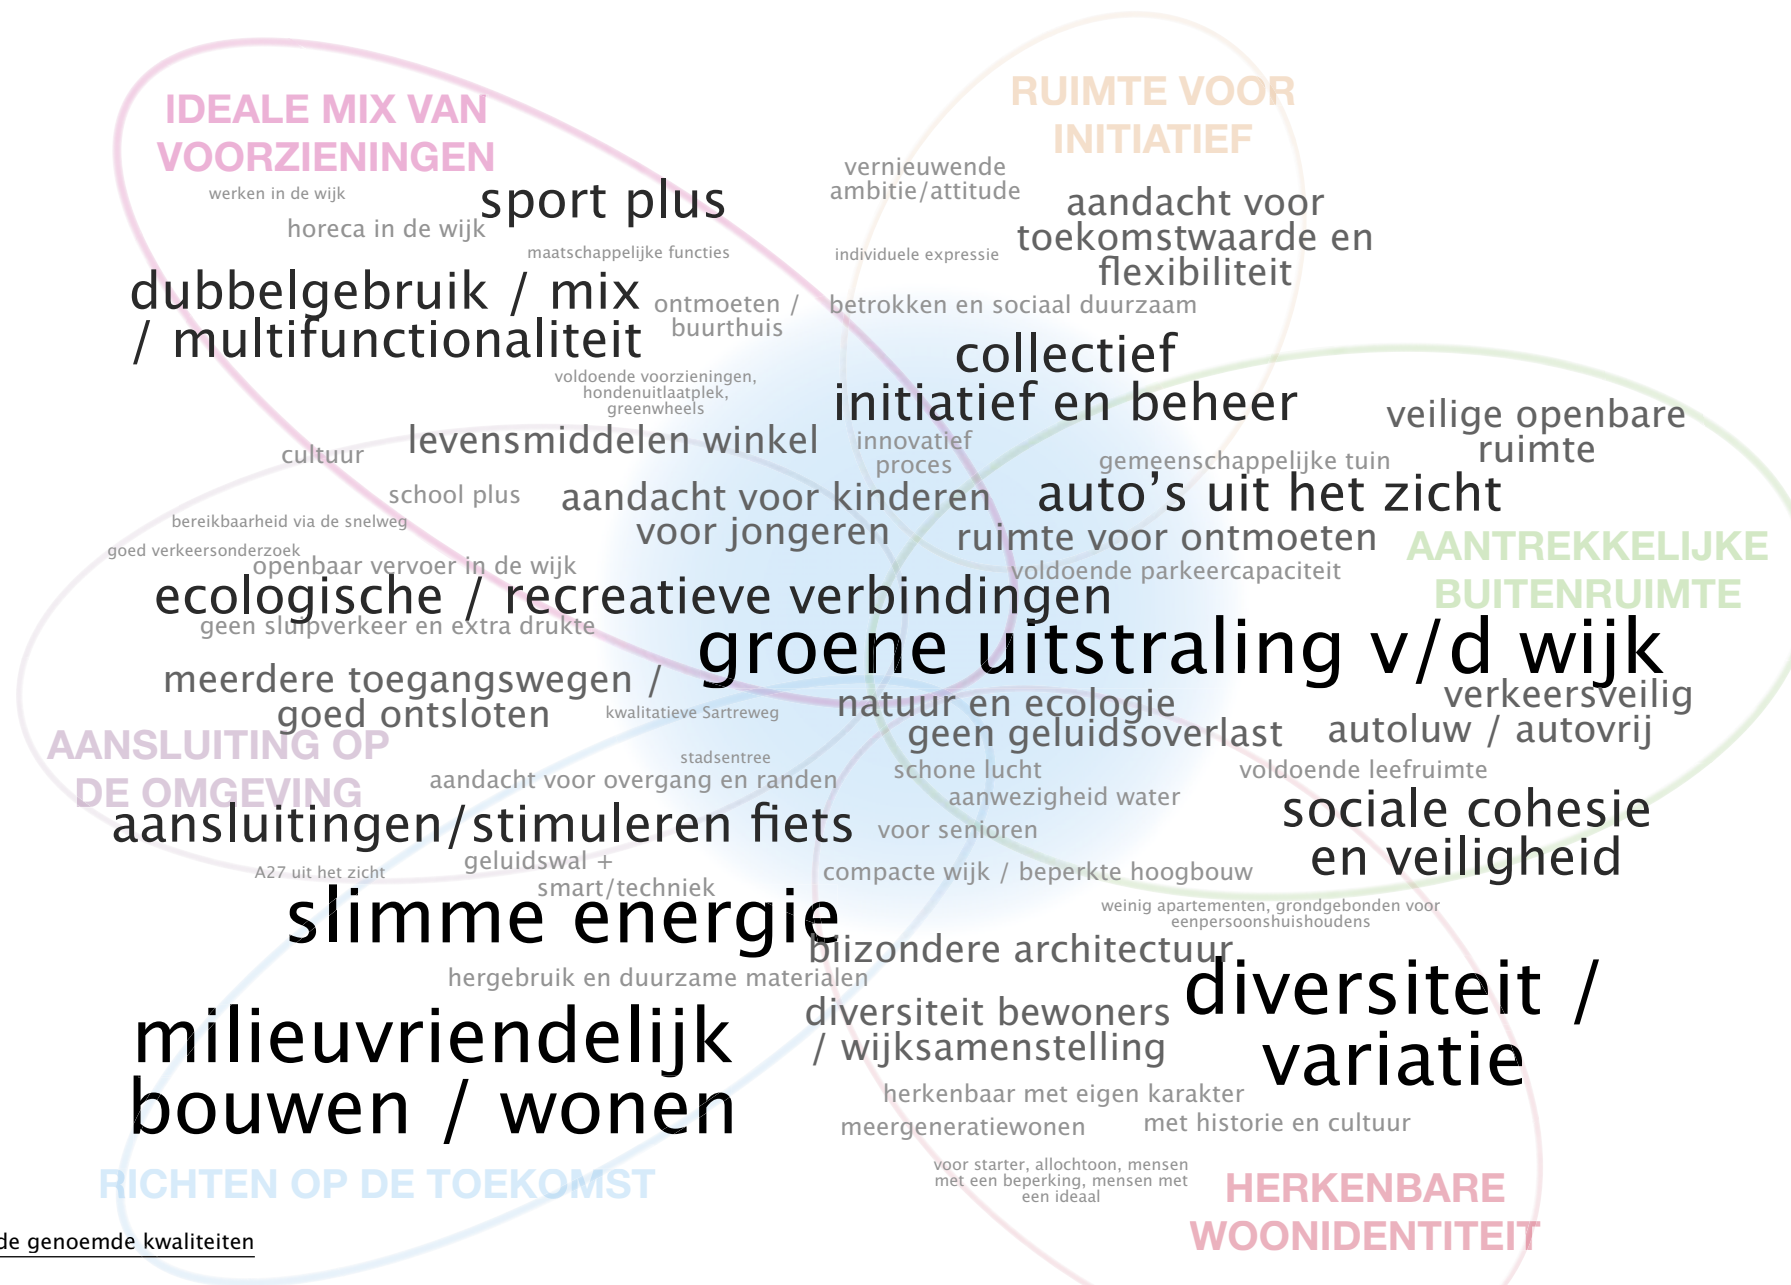 IDEALE MIX VAN
VOORZIENINGEN
RUIMTE VOOR
INITIATIEF
werken in de wijk
sport plus
horeca in de wijk
maatschappelijke functies
vernieuwende
ambitie/attitude
aandacht voor
toekomstwaarde en
flexibiliteit
individuele expressie
dubbelgebruik / mix
/ multifunctionaliteit
ontmoeten /
buurthuis
betrokken en sociaal duurzaam
collectief
initiatief en beheer
voldoende voorzieningen,
hondenuitlaatplek,
greenwheels
veilige openbare
ruimte
levensmiddelen winkel
cultuur
innovatief
proces
gemeenschappelijke tuin
school plus
aandacht voor kinderen
voor jongeren
auto's uit het zicht
bereikbaarheid via de snelweg
ruimte voor ontmoeten
AANTREKKELIJKE
BUITENRUIMTE
goed verkeersonderzoek
openbaar vervoer in de wijk
voldoende parkeercapaciteit
ecologische / recreatieve verbindingen
geen sluipverkeer en extra drukte
groene uitstraling v/d wijk
meerdere toegangswegen /
goed ontsloten
kwalitatieve Sartreweg
natuur en ecologie
verkeersveilig
geen geluidsoverlast
autoluw / autovrij
AANSLUITING OP
DE OMGEVING
stadsentree
aandacht voor overgang en randen
schone lucht
voldoende leefruimte
aanwezigheid water
aansluitingen/stimuleren fiets
voor senioren
sociale cohesie
en veiligheid
A27 uit het zicht
geluidswal +
smart/techniek
compacte wijk / beperkte hoogbouw
slimme energie
weinig apartementen, grondgebonden voor
eenpersoonshuishoudens
bijzondere architectuur
hergebruik en duurzame materialen
diversiteit /
variatie
milieuvriendelijk
bouwen / wonen
diversiteit bewoners
/ wijksamenstelling
herkenbaar met eigen karakter
meergeneratiewonen
met historie en cultuur
voor starter, allochtoon, mensen
met een beperking, mensen met
een ideaal
RICHTEN OP DE TOEKOMST
HERKENBARE
WOONIDENTITEIT
de genoemde kwaliteiten